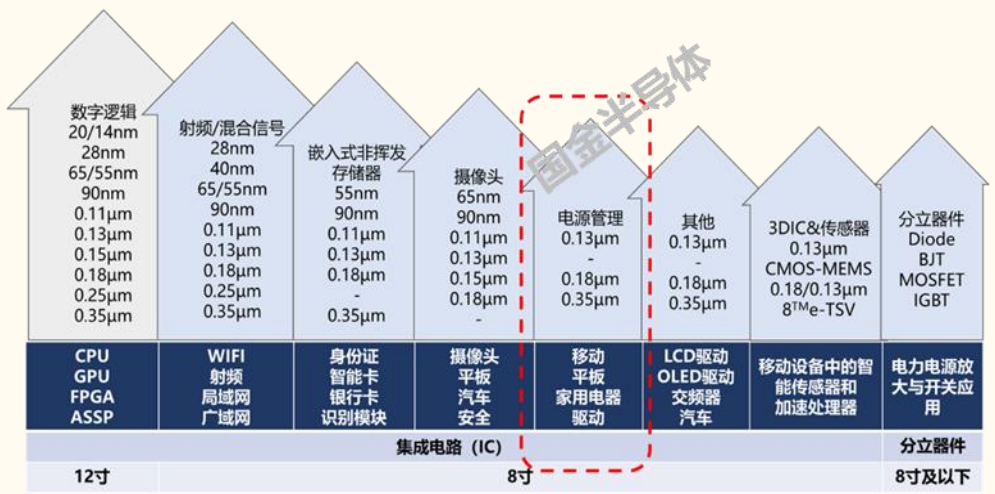 国金半导体
数字逻辑
20/14nm
28nm
65/55nm
90nm
0.11μm
0.13μm
0.15μm
0.18μm
0.25μm
0.35μm
射频/混合信号
28nm
40nm
65/55nm
90nm
0.11μm
0.13μm
0.18μm
0.25μm
0.35μm
嵌入式非挥发
存储器
55nm
90nm
0.11μm
0.13μm
0.18μm
-
0.35μm
摄像头
65nm
90nm
0.11μm
0.13μm
0.15μm
0.18μm
-
电源管理
0.13μm
-
0.18μm
0.35μm
其他
0.13μm
-
0.18μm
0.35μm
3DIC&传感器
0.13μm
CMOS-MEMS
0.18/0.13μm
8™e-TSV
分立器件
Diode
BJT
MOSFET
IGBT
CPU
GPU
FPGA
ASSP
WIFI
射频
局域网
广域网
身份证
智能卡
银行卡
识别模块
摄像头
平板
汽车
安全
移动
平板
家用电器
驱动
LCD驱动
OLED驱动
交频器
汽车
移动设备中的智
能传感器和
加速处理器
电力电源放
大与开关应
用
集成电路（IC）
分立器件
12寸
8寸
8寸及以下